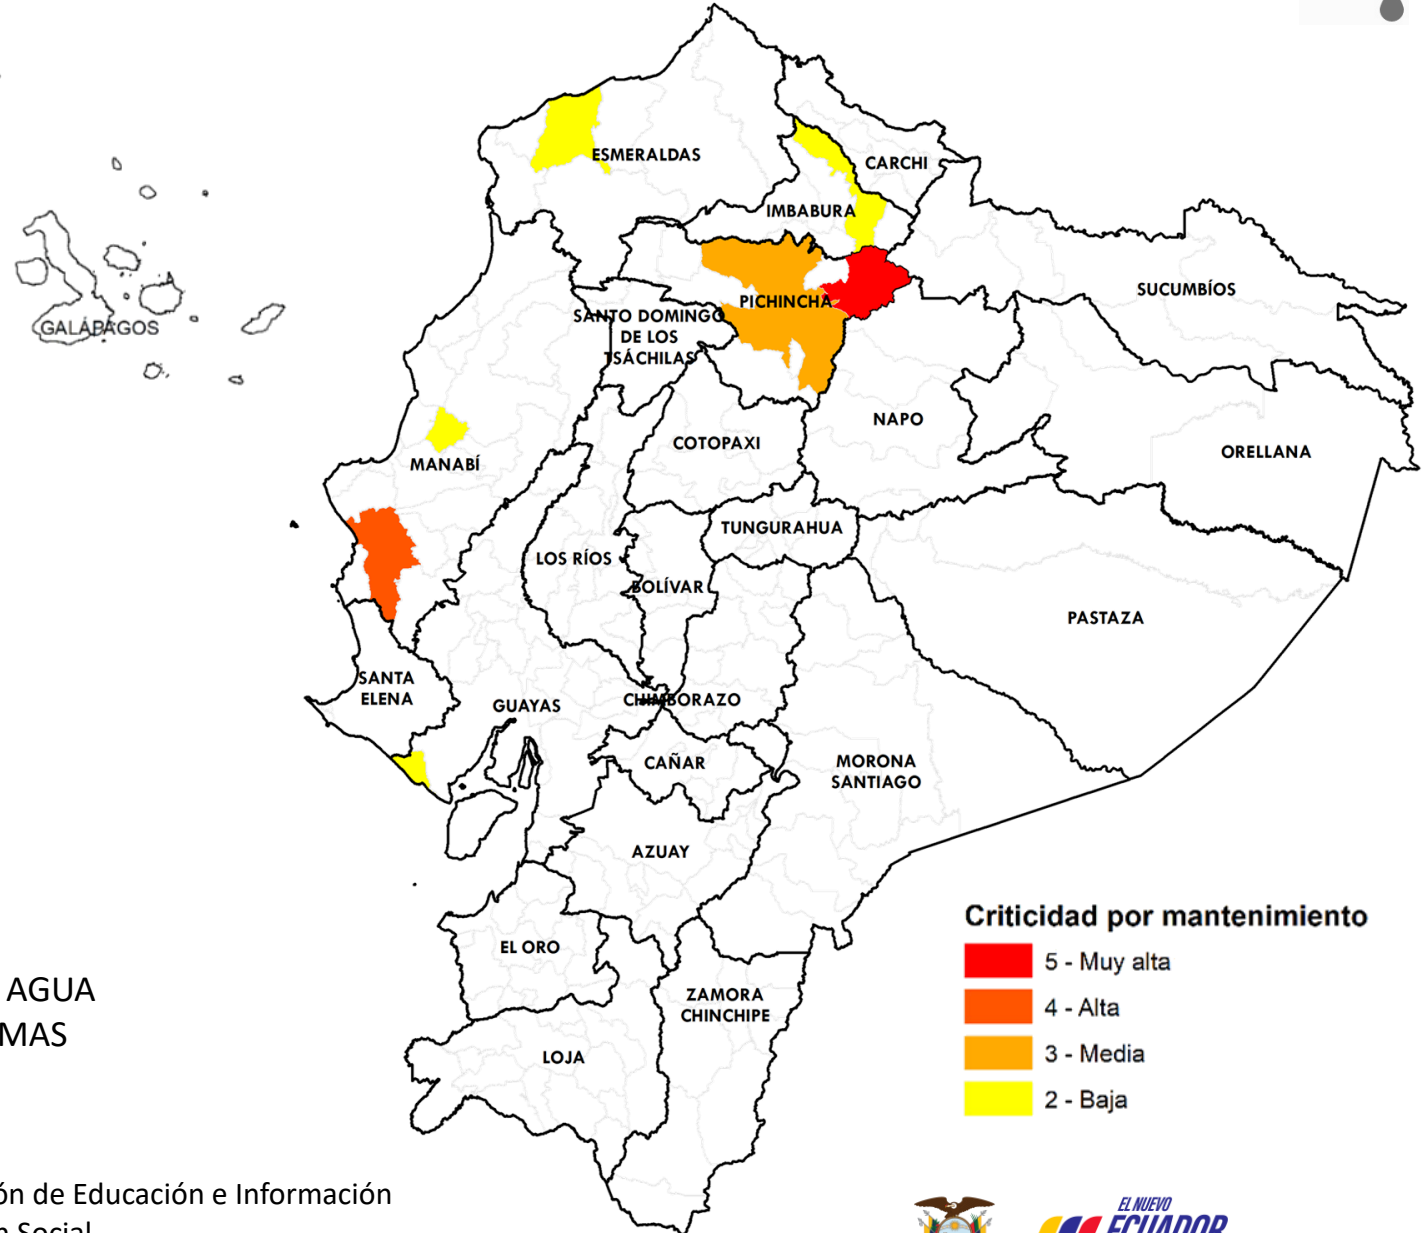 ESMERALDAS
CARCHI
IMBABURA
SUCUMBÍOS
PICHINCHA
GALÁPAGOS
SANTO DOMINGO
DE LOS
TSÁCHILAS
NAPO
COTOPAXI
ORELLANA
MANABÍ
TUNGURAHUA
LOS RÍOS
BOLÍVAR
PASTAZA
SANTA
ELENA
GUAYAS
CHIMBORAZO
CAÑAR
MORONA
SANTIAGO
AZUAY
EL ORO
ZAMORA
CHINCHIPE
LOJA
Criticidad por mantenimiento
5 - Muy alta
4 - Alta
3 - Media
2 - Baja
AGUA
MAS
ón de Educación e Información
n Social
EL NUEVO
ECUADOR